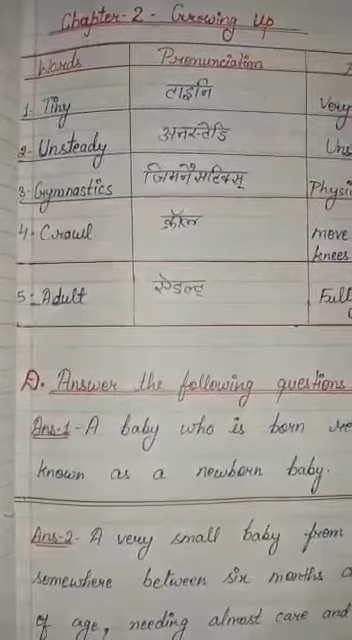 Chapter-2- Growing up
Words Pronunciation
1- Tiny टाइनि Very
2- Unsteady अनस्टेडि Uns
3- Gymnastics जिमनैसटिक्स् Physi
4- Crawl क्रॉल move
knees
5- Adult ऐडल्ट् Full
A. Answer the following questions
Ans-1- A baby who is born
known as a newborn baby.
Ans-2- A very small baby from
somewhere between six months a
of age, needing almost care and